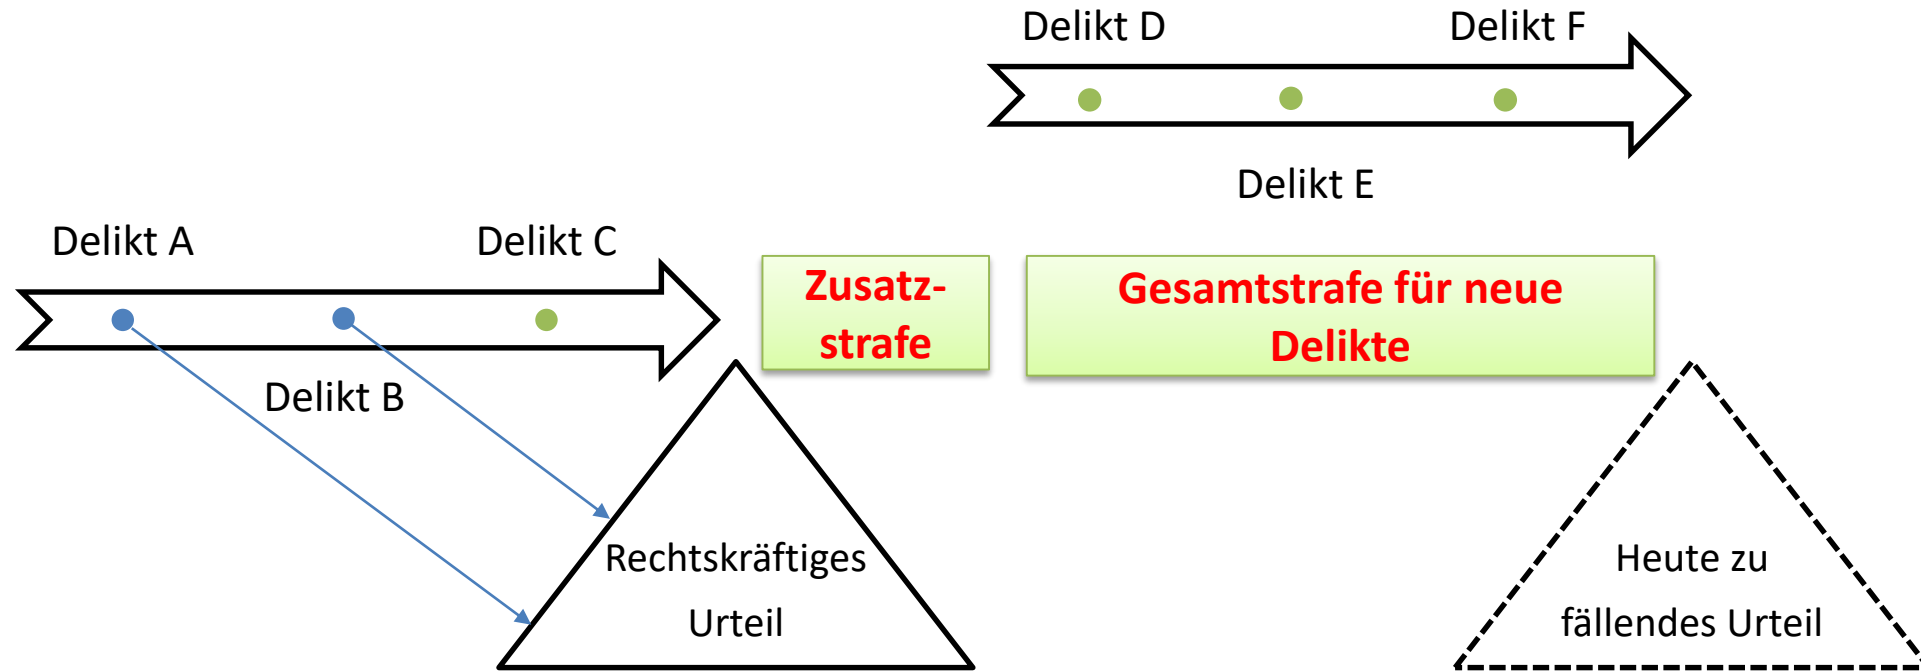 Delikt D
Delikt F
Delikt E
Delikt A
Delikt C
Delikt B
Zusatz-
strafe
Gesamtstrafe für neue
Delikte
Rechtskräftiges
Urteil
Heute zu
fällendes Urteil